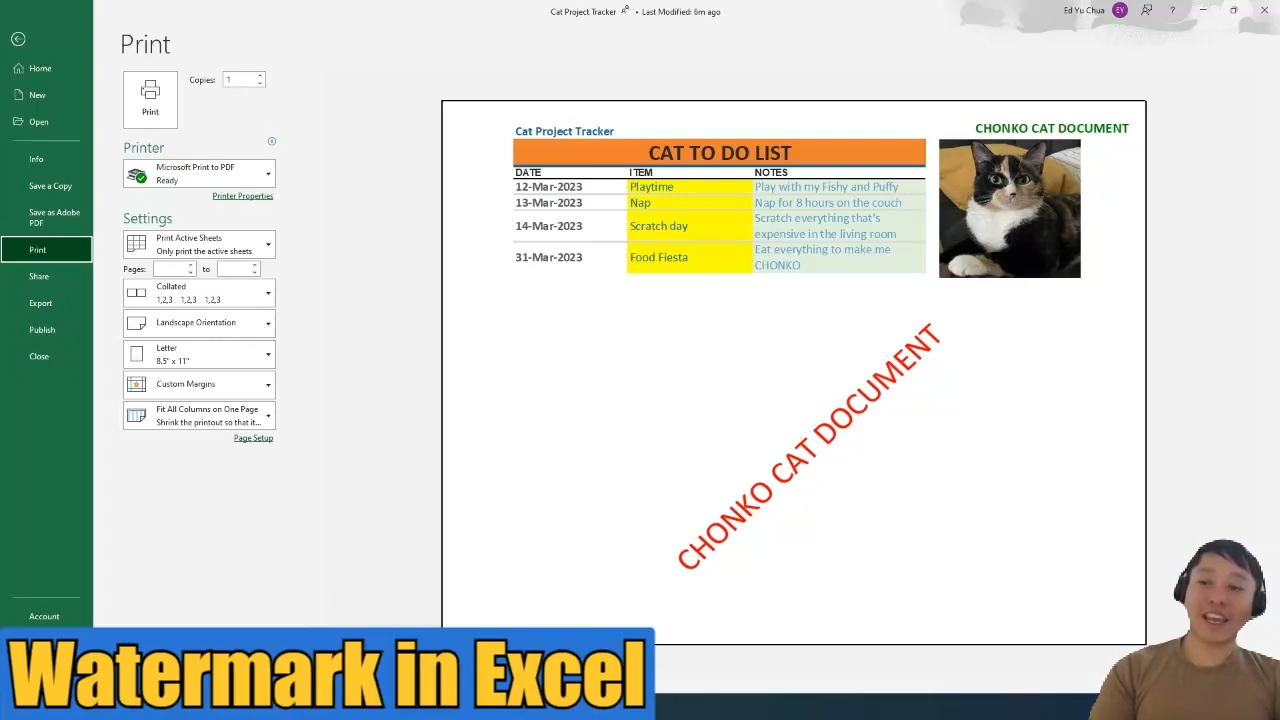 Cat Project Tracker • Last Modified: 6m ago
Ed Yu Chua EY ?
Print
Home
New
Open
Info
Save a Copy
Save as Adobe
PDF
Print
Share
Export
Publish
Close
Account
Print
Copies: 1
Printer
Microsoft Print to PDF
Ready
Printer Properties
Settings
Print Active Sheets
Only print the active sheets
Pages: to
Collated
1,2,3 1,2,3 1,2,3
Landscape Orientation
Letter
8.5" x 11"
Custom Margins
Fit All Columns on One Page
Shrink the printout so that it...
Page Setup
Cat Project Tracker
CHONKO CAT DOCUMENT
CAT TO DO LIST
DATE ITEM NOTES
12-Mar-2023 Playtime Play with my Fishy and Puffy
13-Mar-2023 Nap Nap for 8 hours on the couch
14-Mar-2023 Scratch day Scratch everything that's
expensive in the living room
31-Mar-2023 Food Fiesta Eat everything to make me
CHONKO
CHONKO CAT DOCUMENT
Watermark in Excel